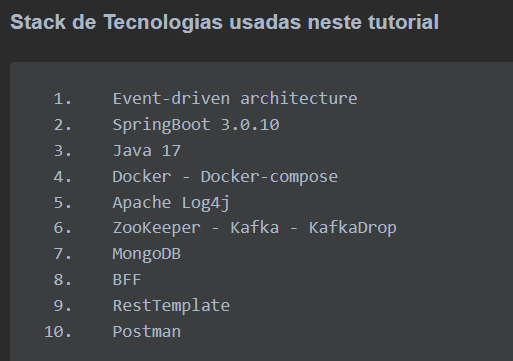 Stack de Tecnologias usadas neste tutorial
1. Event-driven architecture
2. SpringBoot 3.0.10
3. Java 17
4. Docker - Docker-compose
5. Apache Log4j
6. ZooKeeper - Kafka - KafkaDrop
7. MongoDB
8. BFF
9. RestTemplate
10. Postman